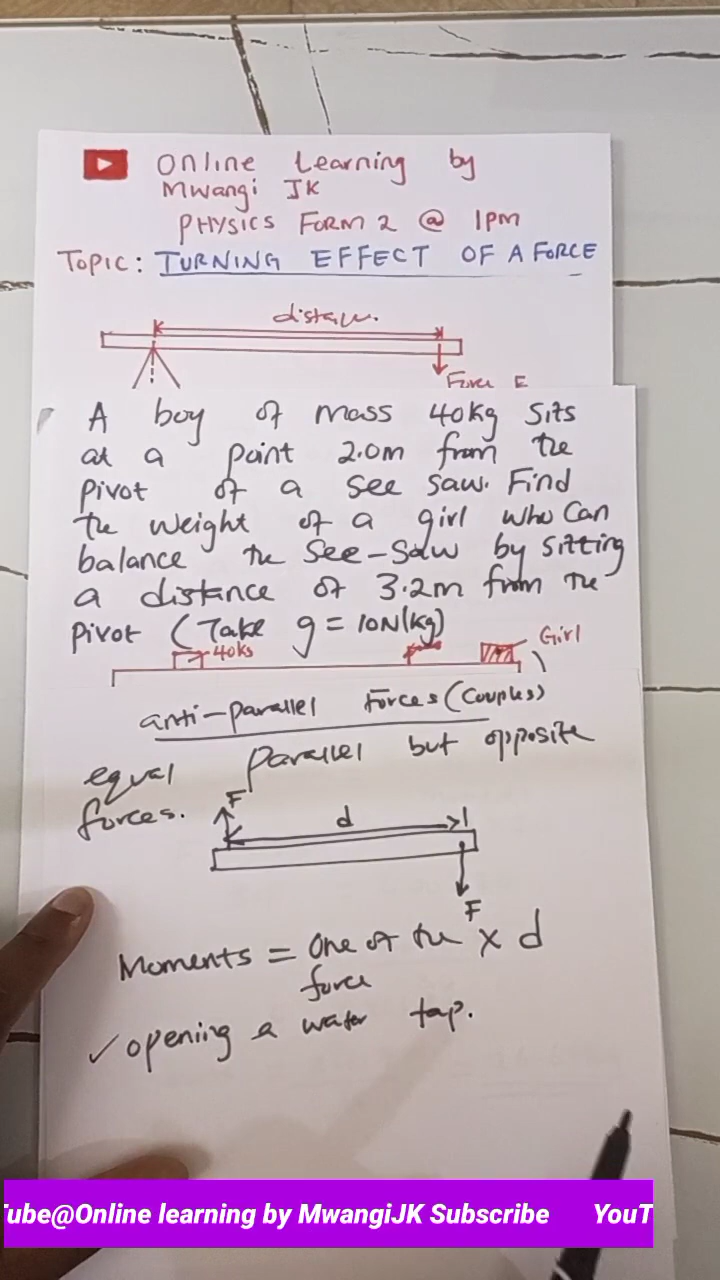 Online Learning by
Mwangi JK
PHYSICS FORM 2 @ 1PM
TOPIC: TURNING EFFECT OF A FORCE
Force F
A boy of mass 40kg sits
at a point 2.0m from the
pivot of a see saw. Find
the weight of a girl who can
balance the see-saw by sitting
a distance of 3.2m from the
pivot (Take g = 10N/kg)
Girl
anti-parallel forces (couples)
equal parallel but opposite
forces.
F
d
F
Moments = One of the x d
force
✓ opening a water tap.
Tube@Online learning by MwangiJK Subscribe YouT